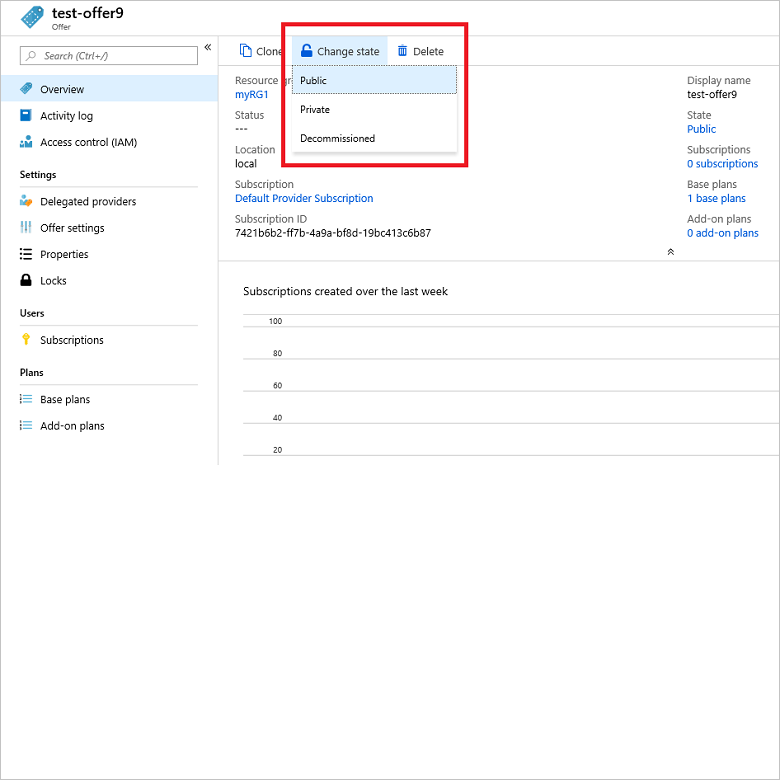 test-offer9
Offer
Search (Ctrl+/)
«
Overview
Activity log
Access control (IAM)
Settings
Delegated providers
Offer settings
Properties
Locks
Users
Subscriptions
Plans
Base plans
Add-on plans
Clone
Change state
Delete
Public
Private
Decommissioned
Resource gr
myRG1
Status
---
Location
local
Subscription
Default Provider Subscription
Subscription ID
7421b6b2-ff7b-4a9a-bf8d-19bc413c6b87
Display name
test-offer9
State
Public
Subscriptions
0 subscriptions
Base plans
1 base plans
Add-on plans
0 add-on plans
Subscriptions created over the last week
100
80
60
40
20